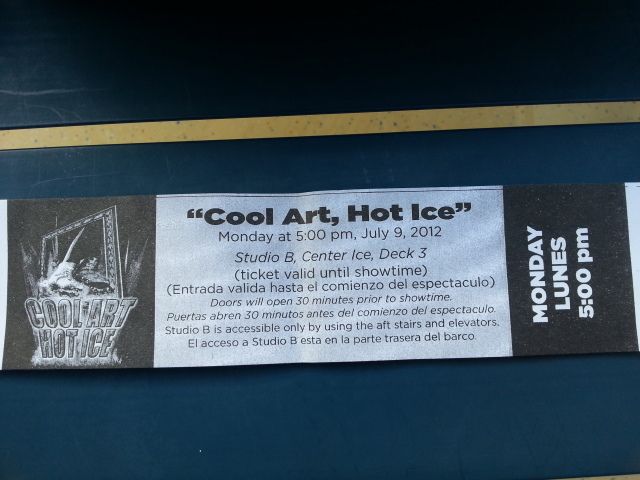 COOL ART
HOT ICE
"Cool Art, Hot Ice"
Monday at 5:00 pm, July 9, 2012
Studio B, Center Ice, Deck 3
(ticket valid until showtime)
(Entrada valida hasta el comienzo del espectaculo)
Doors will open 30 minutes prior to showtime.
Puertas abren 30 minutos antes del comienzo del espectaculo.
Studio B is accessible only by using the aft stairs and elevators.
El acceso a Studio B esta en la parte trasera del barco.
MONDAY
LUNES
5:00 pm